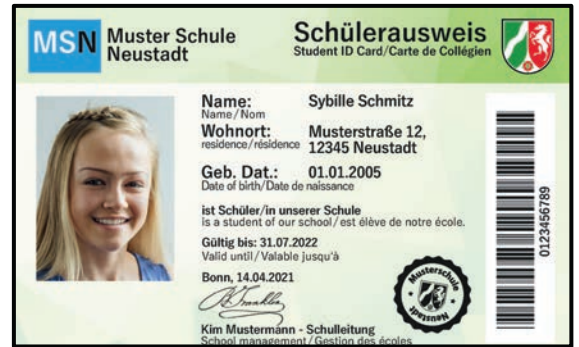 MSN
Muster Schule
Neustadt
Schülerausweis
Student ID Card/Carte de Collégien
Name: Sybille Schmitz
Name/Nom
Wohnort: Musterstraße 12,
residence/résidence 12345 Neustadt
Geb. Dat.: 01.01.2005
Date of birth/Date de naissance
ist Schüler/in unserer Schule
is a student of our school/est élève de notre école.
Gültig bis: 31.07.2022
Valid until/Valable jusqu'à
Bonn, 14.04.2021
Kim Mustermann - Schulleitung
School management/Gestion des écoles
Musterschule
Neustadt
0123456789